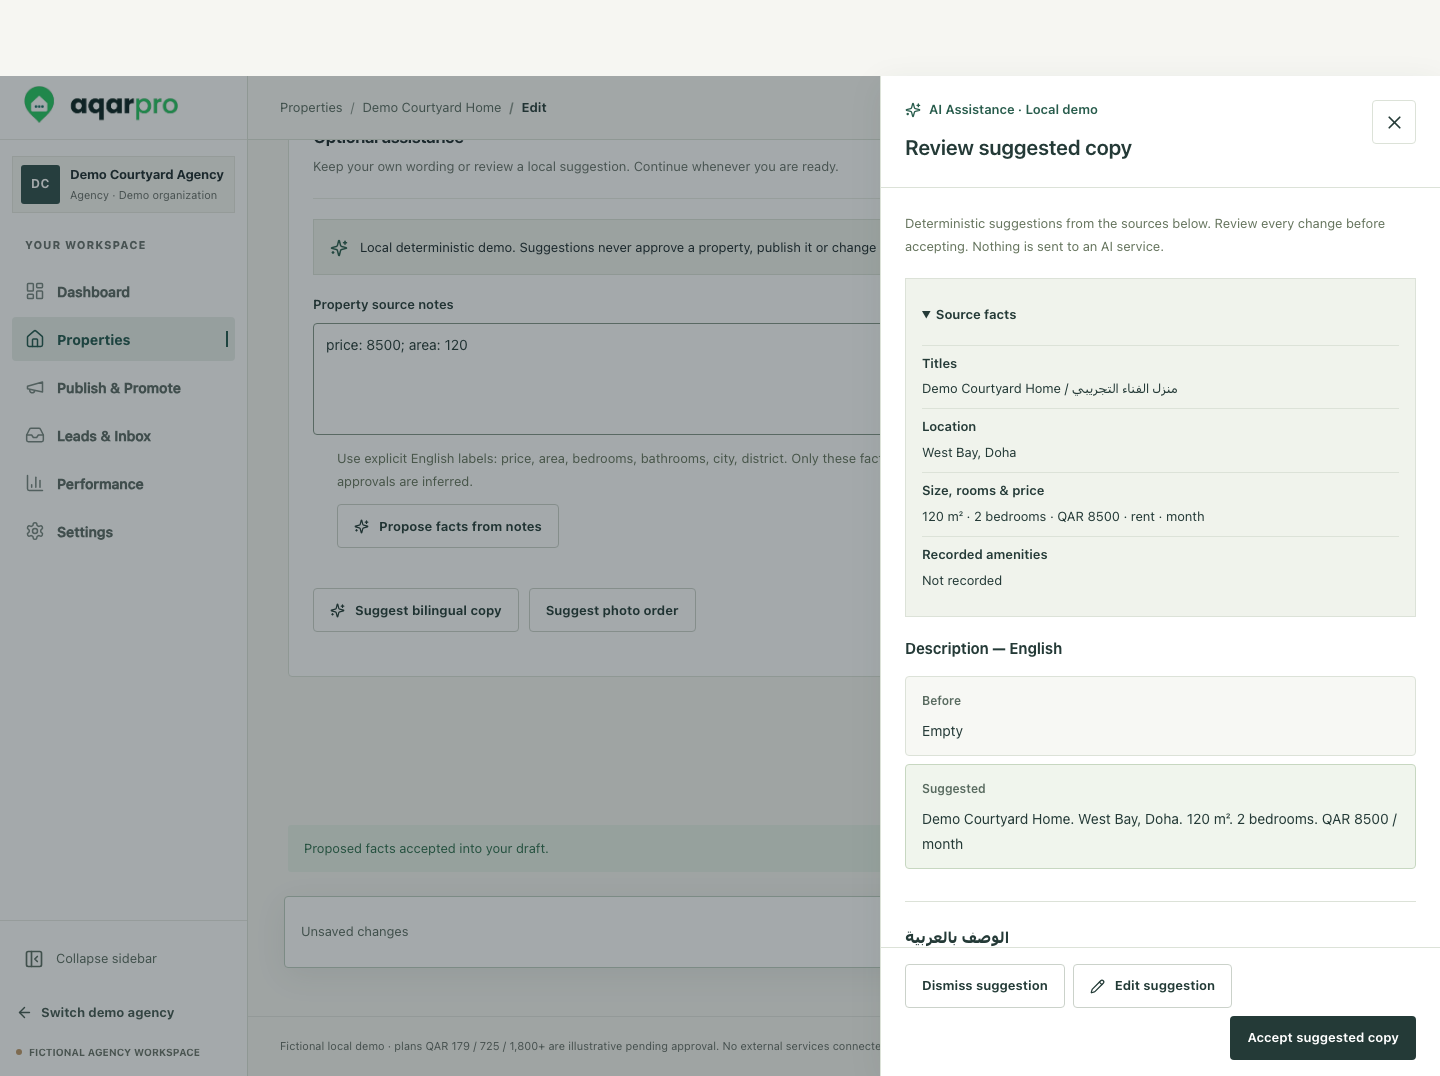 aqarpro
DC
Demo Courtyard Agency
Agency · Demo organization
YOUR WORKSPACE
Dashboard
Properties
Publish & Promote
Leads & Inbox
Performance
Settings
Collapse sidebar
Switch demo agency
FICTIONAL AGENCY WORKSPACE
Properties / Demo Courtyard Home / Edit
Optional assistance
Keep your own wording or review a local suggestion. Continue whenever you are ready.
Local deterministic demo. Suggestions never approve a property, publish it or change
Property source notes
price: 8500; area: 120
Use explicit English labels: price, area, bedrooms, bathrooms, city, district. Only these fac
approvals are inferred.
Propose facts from notes
Suggest bilingual copy
Suggest photo order
Proposed facts accepted into your draft.
Unsaved changes
Fictional local demo · plans QAR 179 / 725 / 1,800+ are illustrative pending approval. No external services connecte
AI Assistance · Local demo
Review suggested copy
Deterministic suggestions from the sources below. Review every change before
accepting. Nothing is sent to an AI service.
▼ Source facts
Titles
Demo Courtyard Home / منزل الفناء التجريبي
Location
West Bay, Doha
Size, rooms & price
120 m² · 2 bedrooms · QAR 8500 · rent · month
Recorded amenities
Not recorded
Description — English
Before
Empty
Suggested
Demo Courtyard Home. West Bay, Doha. 120 m². 2 bedrooms. QAR 8500 /
month
الوصف بالعربية
Dismiss suggestion
Edit suggestion
Accept suggested copy